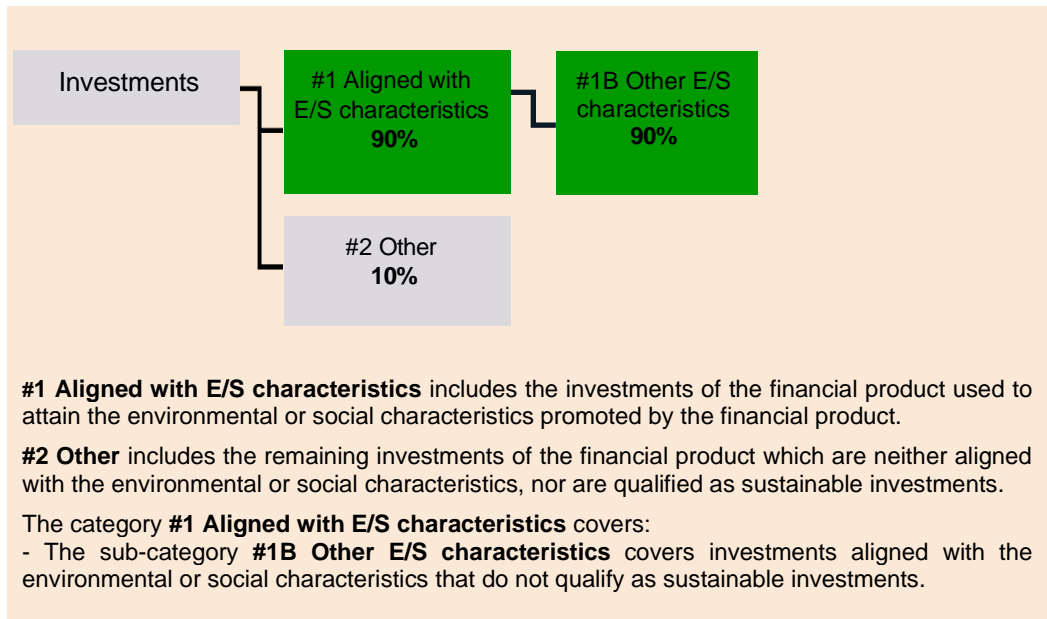 Investments
#1 Aligned with
E/S characteristics
90%
#1B Other E/S
characteristics
90%
#2 Other
10%
#1 Aligned with E/S characteristics includes the investments of the financial product used to
attain the environmental or social characteristics promoted by the financial product.
#2 Other includes the remaining investments of the financial product which are neither aligned
with the environmental or social characteristics, nor are qualified as sustainable investments.
The category #1 Aligned with E/S characteristics covers:
- The sub-category #1B Other E/S characteristics covers investments aligned with the
environmental or social characteristics that do not qualify as sustainable investments.